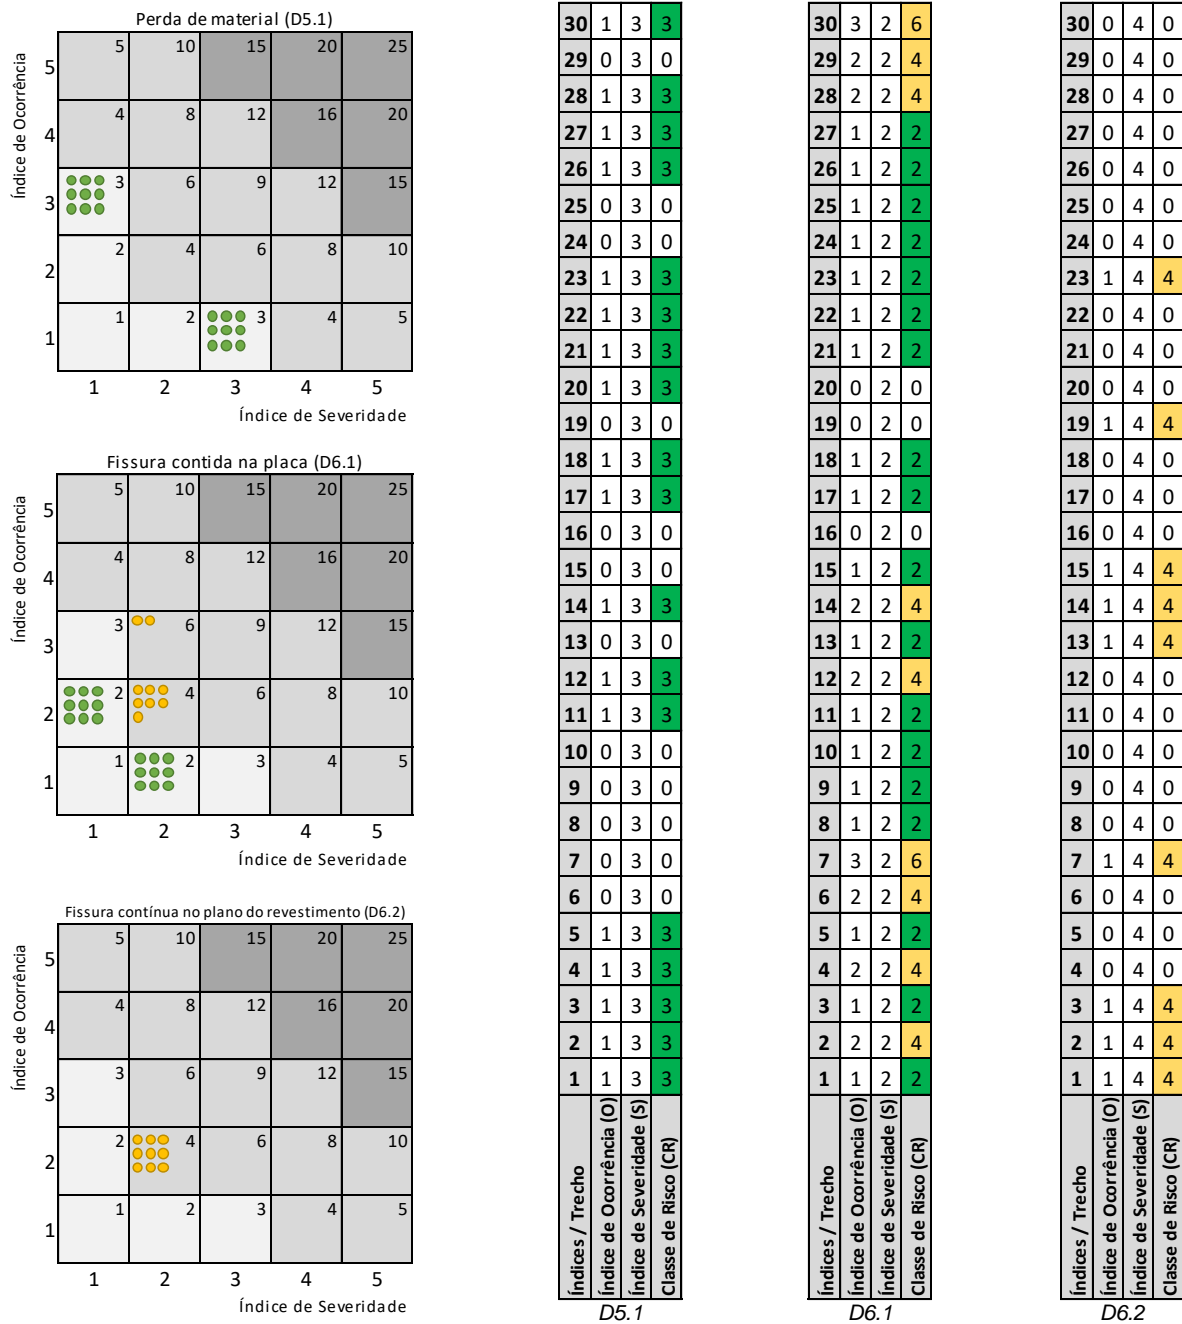 Perda de material (D5.1)
Índice de Ocorrência
5 5 10 15 20 25
4 4 8 12 16 20
3 3 6 9 12 15
2 2 4 6 8 10
1 1 2 3 4 5
1 2 3 4 5
Índice de Severidade
Fissura contida na placa (D6.1)
Índice de Ocorrência
5 5 10 15 20 25
4 4 8 12 16 20
3 3 6 9 12 15
2 2 4 6 8 10
1 1 2 3 4 5
1 2 3 4 5
Índice de Severidade
Fissura contínua no plano do revestimento (D6.2)
Índice de Ocorrência
5 5 10 15 20 25
4 4 8 12 16 20
3 3 6 9 12 15
2 2 4 6 8 10
1 1 2 3 4 5
1 2 3 4 5
Índice de Severidade
30 1 3 3
29 0 3 0
28 1 3 3
27 1 3 3
26 1 3 3
25 0 3 0
24 0 3 0
23 1 3 3
22 1 3 3
21 1 3 3
20 1 3 3
19 0 3 0
18 1 3 3
17 1 3 3
16 0 3 0
15 0 3 0
14 1 3 3
13 0 3 0
12 1 3 3
11 1 3 3
10 0 3 0
9 0 3 0
8 0 3 0
7 0 3 0
6 0 3 0
5 1 3 3
4 1 3 3
3 1 3 3
2 1 3 3
1 1 3 3
Índices / Trecho
Índice de Ocorrência (O)
Índice de Severidade (S)
Classe de Risco (CR)
D5.1
30 3 2 6
29 2 2 4
28 2 2 4
27 1 2 2
26 1 2 2
25 1 2 2
24 1 2 2
23 1 2 2
22 1 2 2
21 1 2 2
20 0 2 0
19 0 2 0
18 1 2 2
17 1 2 2
16 0 2 0
15 1 2 2
14 2 2 4
13 1 2 2
12 2 2 4
11 1 2 2
10 1 2 2
9 1 2 2
8 1 2 2
7 3 2 6
6 2 2 4
5 1 2 2
4 2 2 4
3 1 2 2
2 2 2 4
1 1 2 2
Índices / Trecho
Índice de Ocorrência (O)
Índice de Severidade (S)
Classe de Risco (CR)
D6.1
30 0 4 0
29 0 4 0
28 0 4 0
27 0 4 0
26 0 4 0
25 0 4 0
24 0 4 0
23 1 4 4
22 0 4 0
21 0 4 0
20 0 4 0
19 1 4 4
18 0 4 0
17 0 4 0
16 0 4 0
15 1 4 4
14 1 4 4
13 1 4 4
12 0 4 0
11 0 4 0
10 0 4 0
9 0 4 0
8 0 4 0
7 1 4 4
6 0 4 0
5 0 4 0
4 0 4 0
3 1 4 4
2 1 4 4
1 1 4 4
Índices / Trecho
Índice de Ocorrência (O)
Índice de Severidade (S)
Classe de Risco (CR)
D6.2